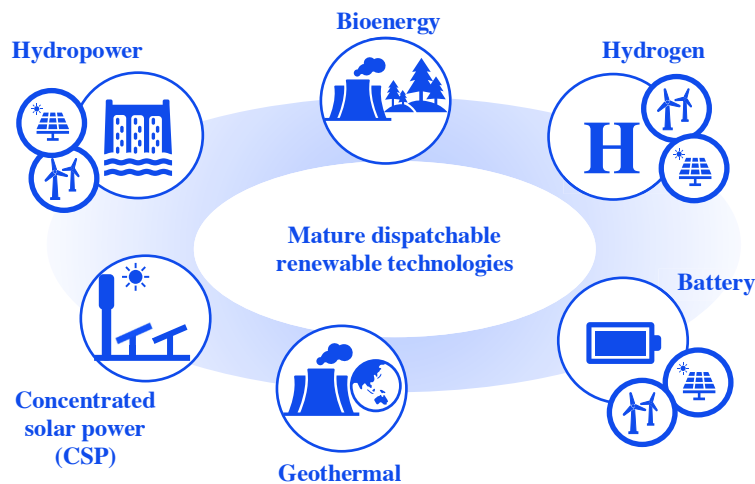 Bioenergy
Hydropower
Hydrogen
H
Mature dispatchable
renewable technologies
Battery
Concentrated
solar power
(CSP)
Geothermal